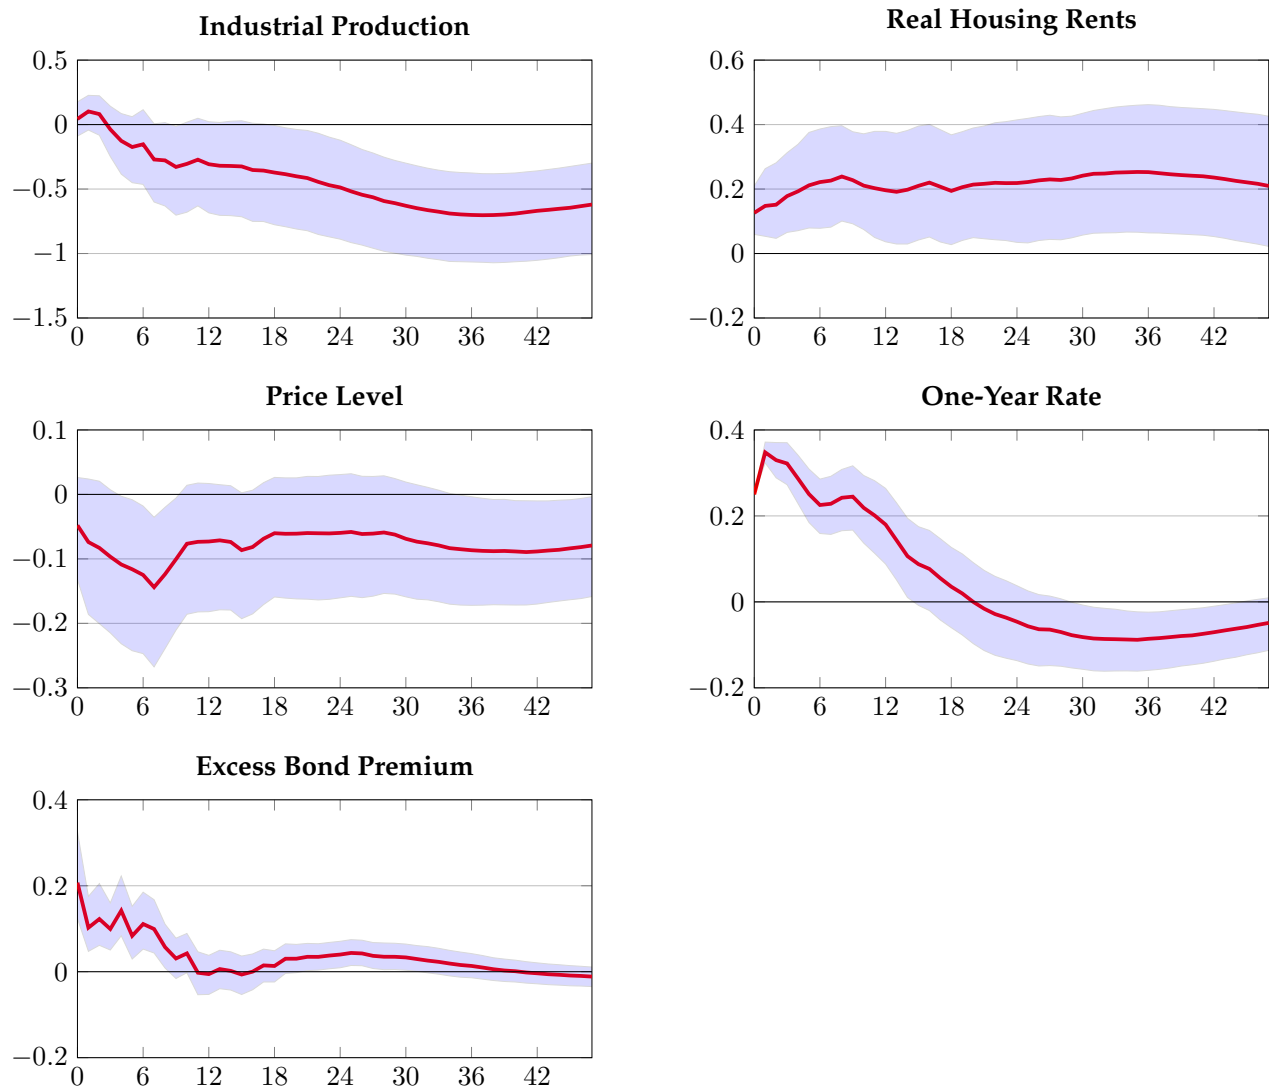 Industrial Production
0.5
0
−0.5
−1
−1.5
0 6 12 18 24 30 36 42
Real Housing Rents
0.6
0.4
0.2
0
−0.2
0 6 12 18 24 30 36 42
Price Level
0.1
0
−0.1
−0.2
−0.3
0 6 12 18 24 30 36 42
One-Year Rate
0.4
0.2
0
−0.2
0 6 12 18 24 30 36 42
Excess Bond Premium
0.4
0.2
0
−0.2
0 6 12 18 24 30 36 42